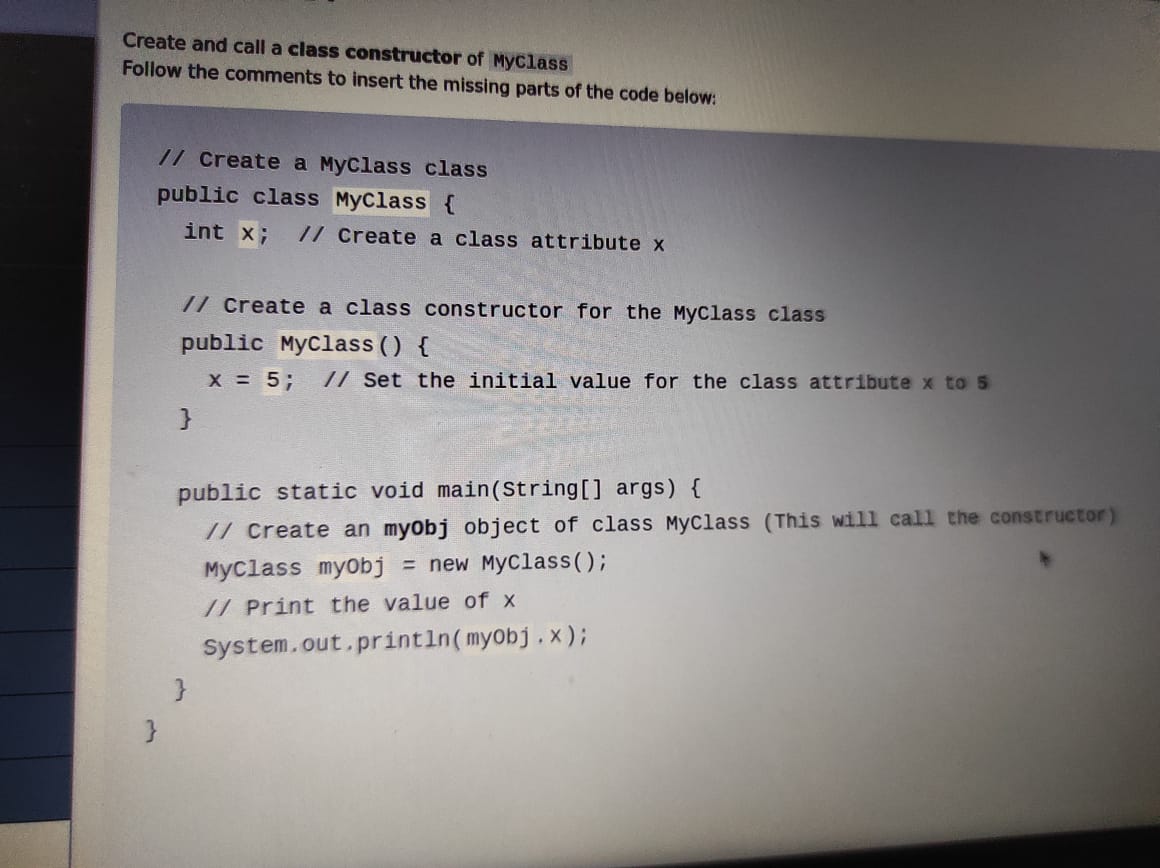 Create and call a class constructor of MyClass
Follow the comments to insert the missing parts of the code below:
// Create a MyClass class
public class MyClass {
int x; // Create a class attribute x
// Create a class constructor for the MyClass class
public MyClass() {
x = 5; // Set the initial value for the class attribute x to 5
}
public static void main(String[] args) {
// Create an myObj object of class MyClass (This will call the constructor)
MyClass myObj = new MyClass();
// Print the value of x
System.out.println(myObj.x);
}
}